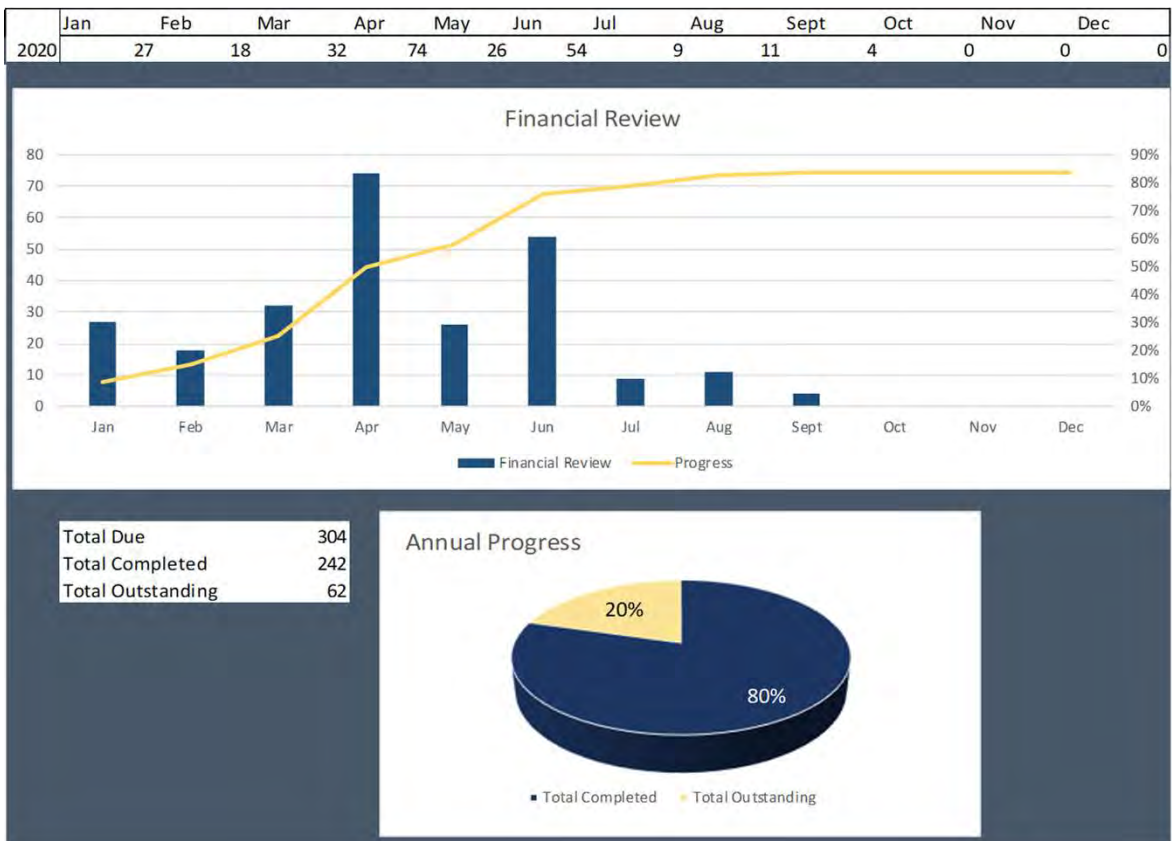 Jan Feb Mar Apr May Jun Jul Aug Sept Oct Nov Dec
2020 27 18 32 74 26 54 9 11 4 0 0 0
Financial Review
80 90%
70 80%
60 70%
50 60%
40 50%
30 40%
20 30%
10 20%
0 10%
0%
Jan Feb Mar Apr May Jun Jul Aug Sept Oct Nov Dec
Financial Review Progress
Total Due 304
Total Completed 242
Total Outstanding 62
Annual Progress
20%
80%
Total Completed Total Outstanding